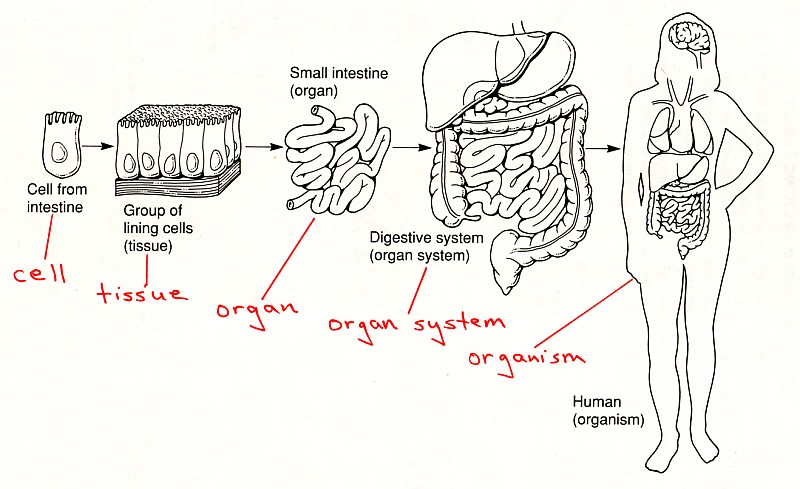 Small intestine
(organ)
Cell from
intestine
Group of
lining cells
(tissue)
Digestive system
(organ system)
cell
tissue
organ
organ system
organism
Human
(organism)